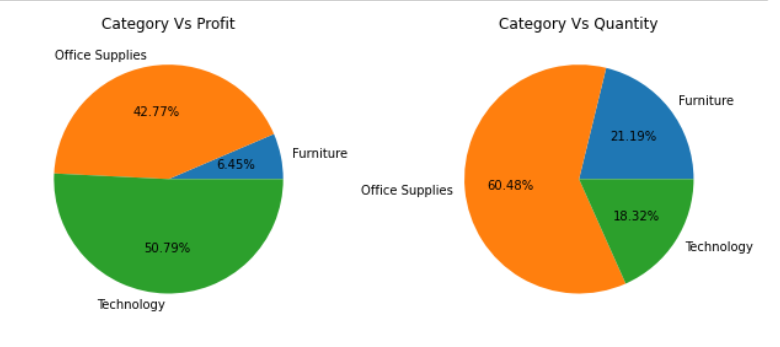 Category Vs Profit
Office Supplies
42.77%
Furniture
6.45%
50.79%
Technology
Category Vs Quantity
Furniture
21.19%
Office Supplies
60.48%
18.32%
Technology